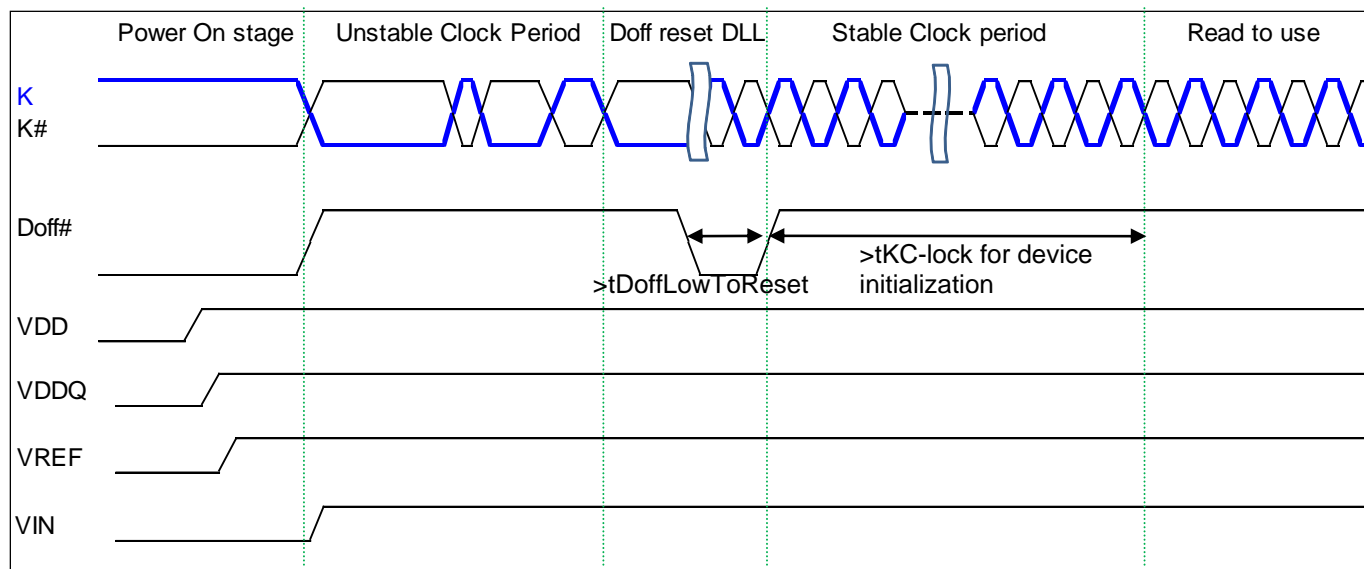 Power On stage
Unstable Clock Period
Doff reset DLL
Stable Clock period
Read to use
K
K#
Doff#
>tDoffLowToReset
>tKC-lock for device
initialization
VDD
VDDQ
VREF
VIN